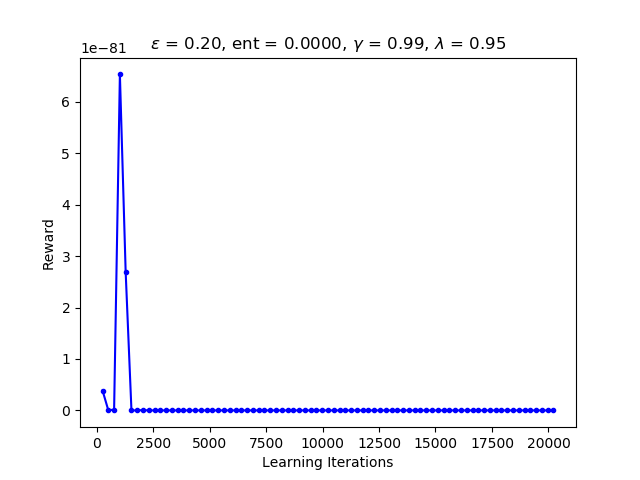 1e−81
ε = 0.20, ent = 0.0000, γ = 0.99, λ = 0.95
6
5
4
3
2
1
0
Reward
0 2500 5000 7500 10000 12500 15000 17500 20000
Learning Iterations